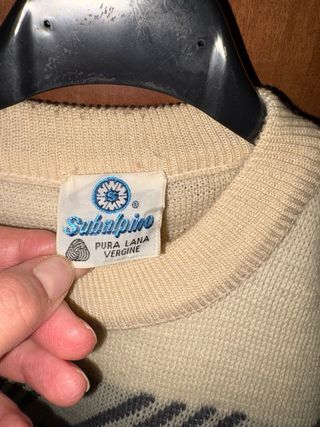 ®
Subalpino
PURA LANA
VERGINE